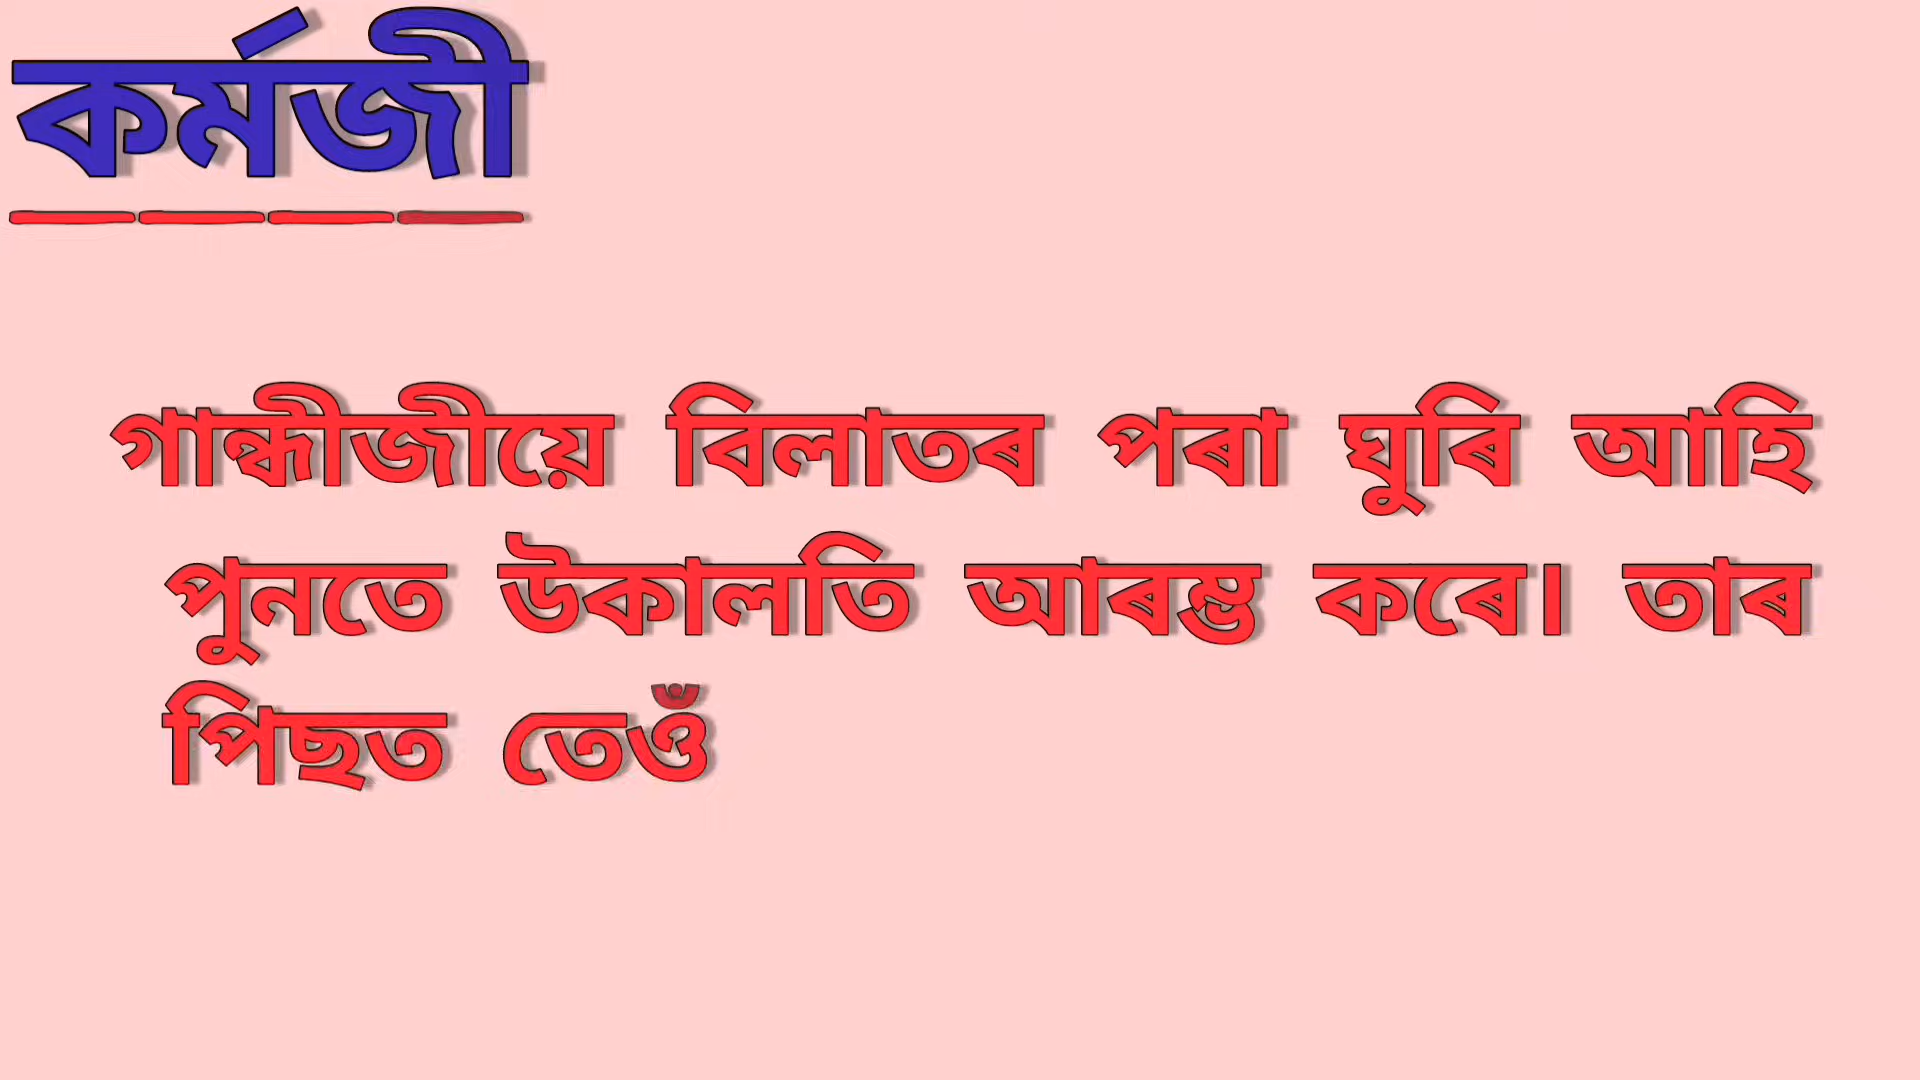 কৰ্মজী
গান্ধীজীয়ে বিলাতৰ পৰা ঘুৰি আহি
পুনতে উকালতি আৰম্ভ কৰে। তাৰ
পিছত তেওঁ